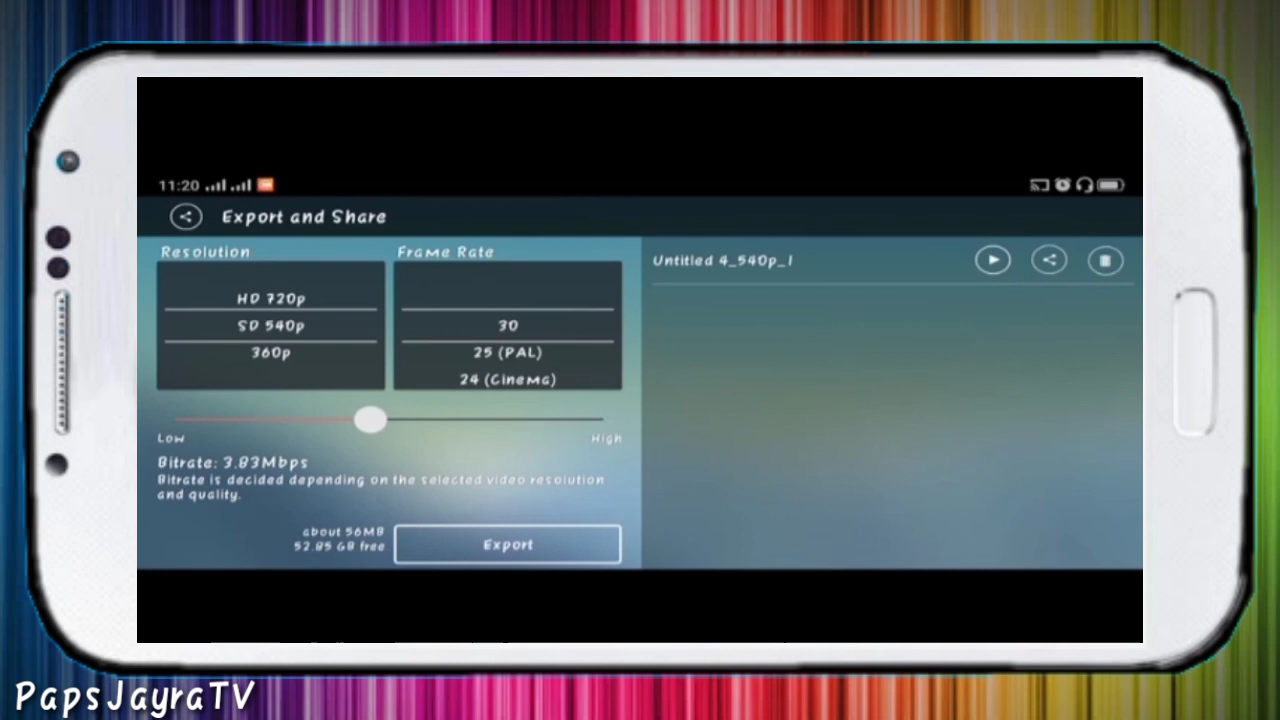 11:20
Export and Share
Resolution
Frame Rate
HD 720p
SD 540p
360p
30
25 (PAL)
24 (Cinema)
Low
High
Bitrate: 3.83Mbps
Bitrate is decided depending on the selected video resolution
and quality.
about 56MB
52.85 GB free
Export
Untitled 4_540p_1
PapsJayraTV